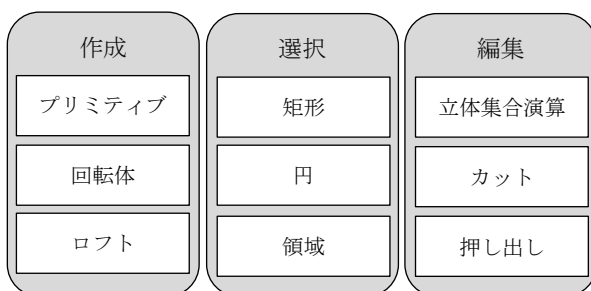 作成
プリミティブ
回転体
ロフト
選択
矩形
円
領域
編集
立体集合演算
カット
押し出し